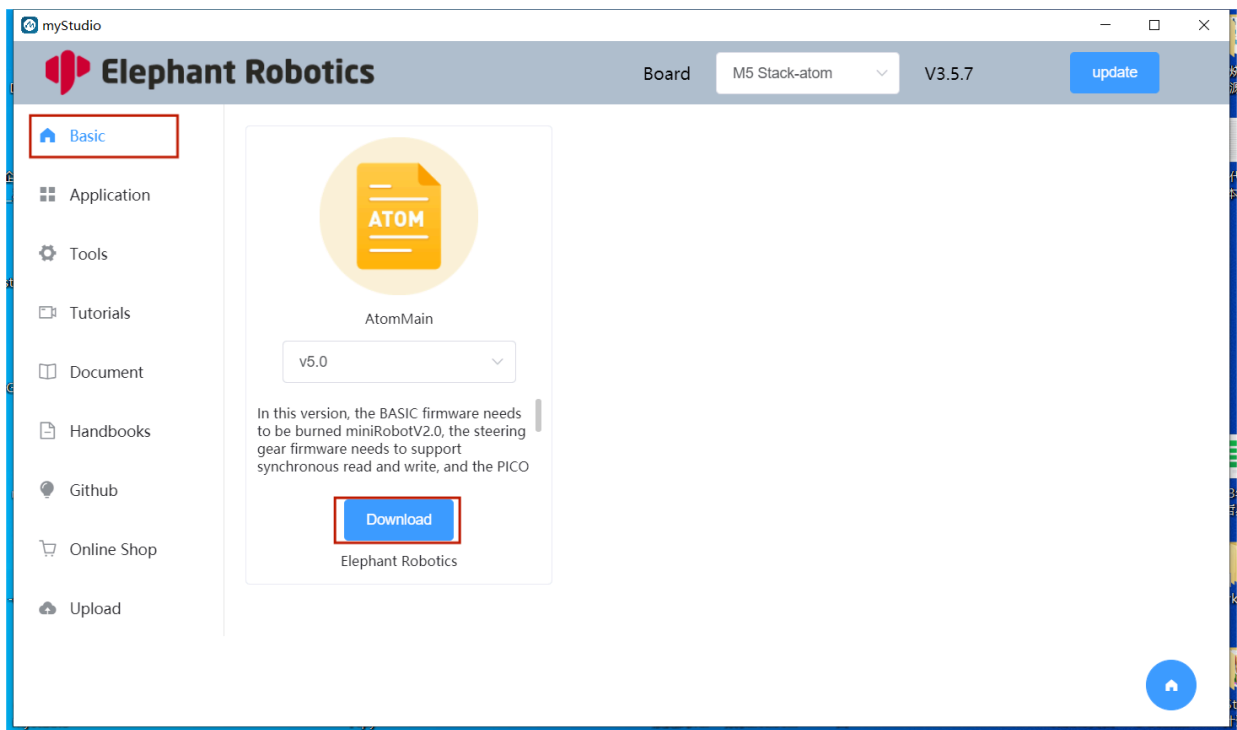 myStudio
Elephant Robotics
Board
M5 Stack-atom
V3.5.7
update
Basic
Application
Tools
Tutorials
Document
Handbooks
Github
Online Shop
Upload
ATOM
AtomMain
v5.0
In this version, the BASIC firmware needs
to be burned miniRobotV2.0, the steering
gear firmware needs to support
synchronous read and write, and the PICO
Download
Elephant Robotics